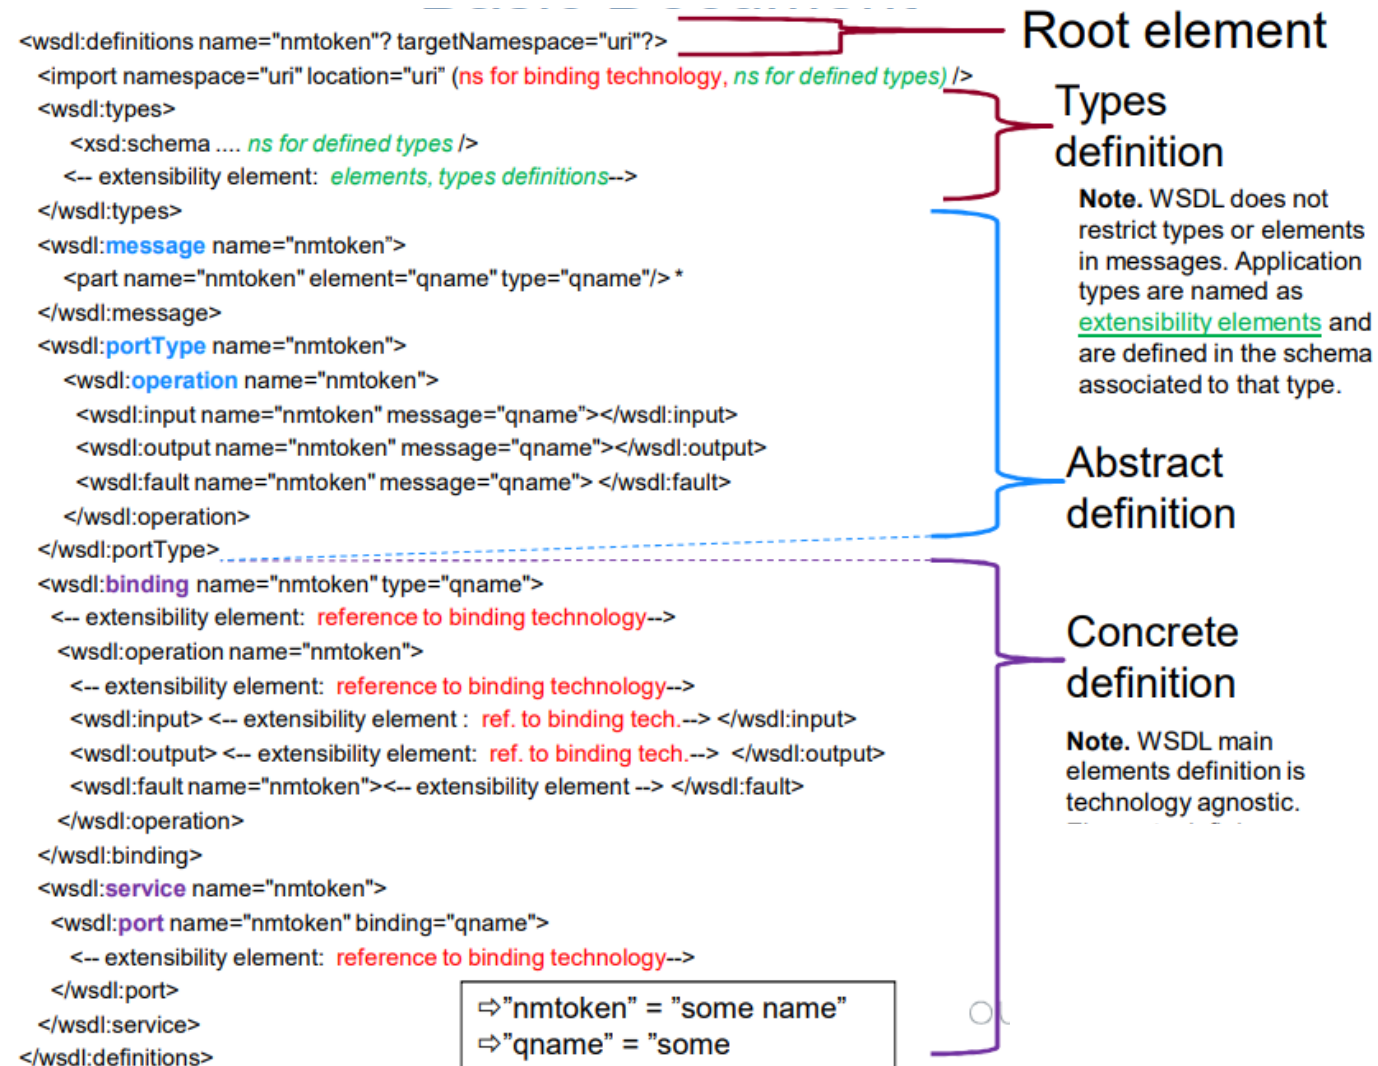 <wsdl:definitions name="nmtoken"? targetNamespace="uri"?>
<import namespace="uri" location="uri” (ns for binding technology, ns for defined types) />
<wsdl:types>
<xsd:schema .... ns for defined types />
<-- extensibility element: elements, types definitions-->
</wsdl:types>
<wsdl:message name="nmtoken”>
<part name="nmtoken" element="qname" type="qname"/> *
</wsdl:message>
<wsdl:portType name="nmtoken">
<wsdl:operation name="nmtoken">
<wsdl:input name="nmtoken" message="qname"></wsdl:input>
<wsdl:output name="nmtoken" message="qname"></wsdl:output>
<wsdl:fault name="nmtoken" message="qname"> </wsdl:fault>
</wsdl:operation>
</wsdl:portType>
<wsdl:binding name="nmtoken" type="qname">
<-- extensibility element: reference to binding technology-->
<wsdl:operation name="nmtoken">
<-- extensibility element: reference to binding technology-->
<wsdl:input> <-- extensibility element : ref. to binding tech.--> </wsdl:input>
<wsdl:output> <-- extensibility element: ref. to binding tech.--> </wsdl:output>
<wsdl:fault name="nmtoken"><-- extensibility element --> </wsdl:fault>
</wsdl:operation>
</wsdl:binding>
<wsdl:service name="nmtoken">
<wsdl:port name="nmtoken" binding="qname">
<-- extensibility element: reference to binding technology-->
</wsdl:port>
</wsdl:service>
</wsdl:definitions>
⇨”nmtoken” = ”some name”
⇨”qname” = ”some
Root element
Types
definition
Note. WSDL does not
restrict types or elements
in messages. Application
types are named as
extensibility elements and
are defined in the schema
associated to that type.
Abstract
definition
Concrete
definition
Note. WSDL main
elements definition is
technology agnostic.